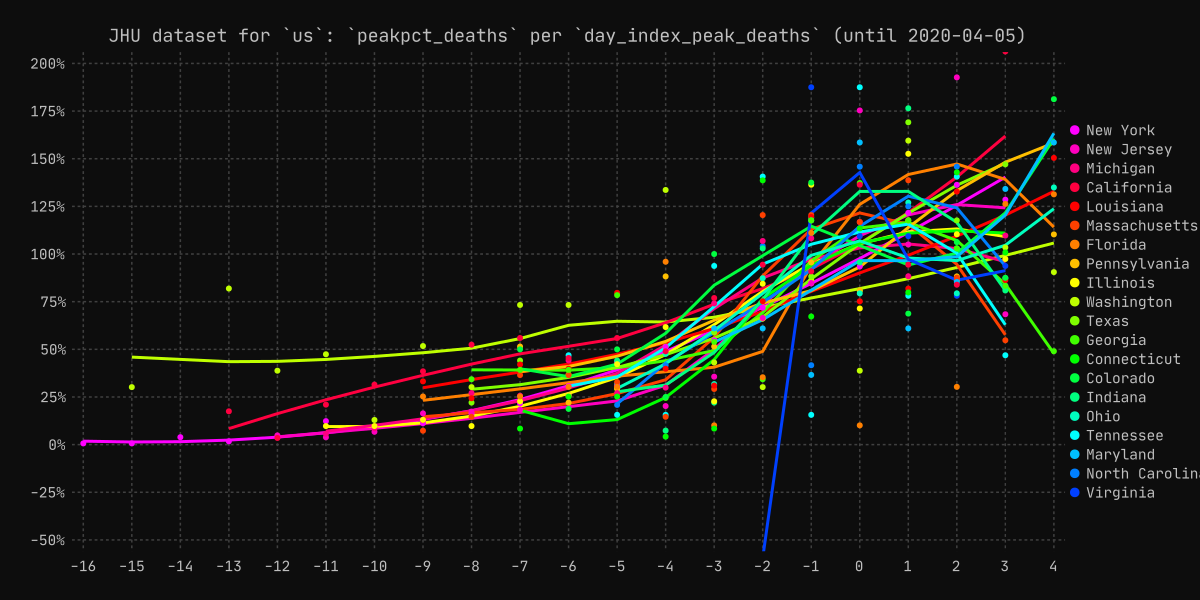 JHU dataset for `us`: `peakpct_deaths` per `day_index_peak_deaths` (until 2020-04-05)
200%
175%
150%
125%
100%
75%
50%
25%
0%
-25%
-50%
-16 -15 -14 -13 -12 -11 -10 -9 -8 -7 -6 -5 -4 -3 -2 -1 0 1 2 3 4
New York
New Jersey
Michigan
California
Louisiana
Massachusetts
Florida
Pennsylvania
Illinois
Washington
Texas
Georgia
Connecticut
Colorado
Indiana
Ohio
Tennessee
Maryland
North Carolin
Virginia